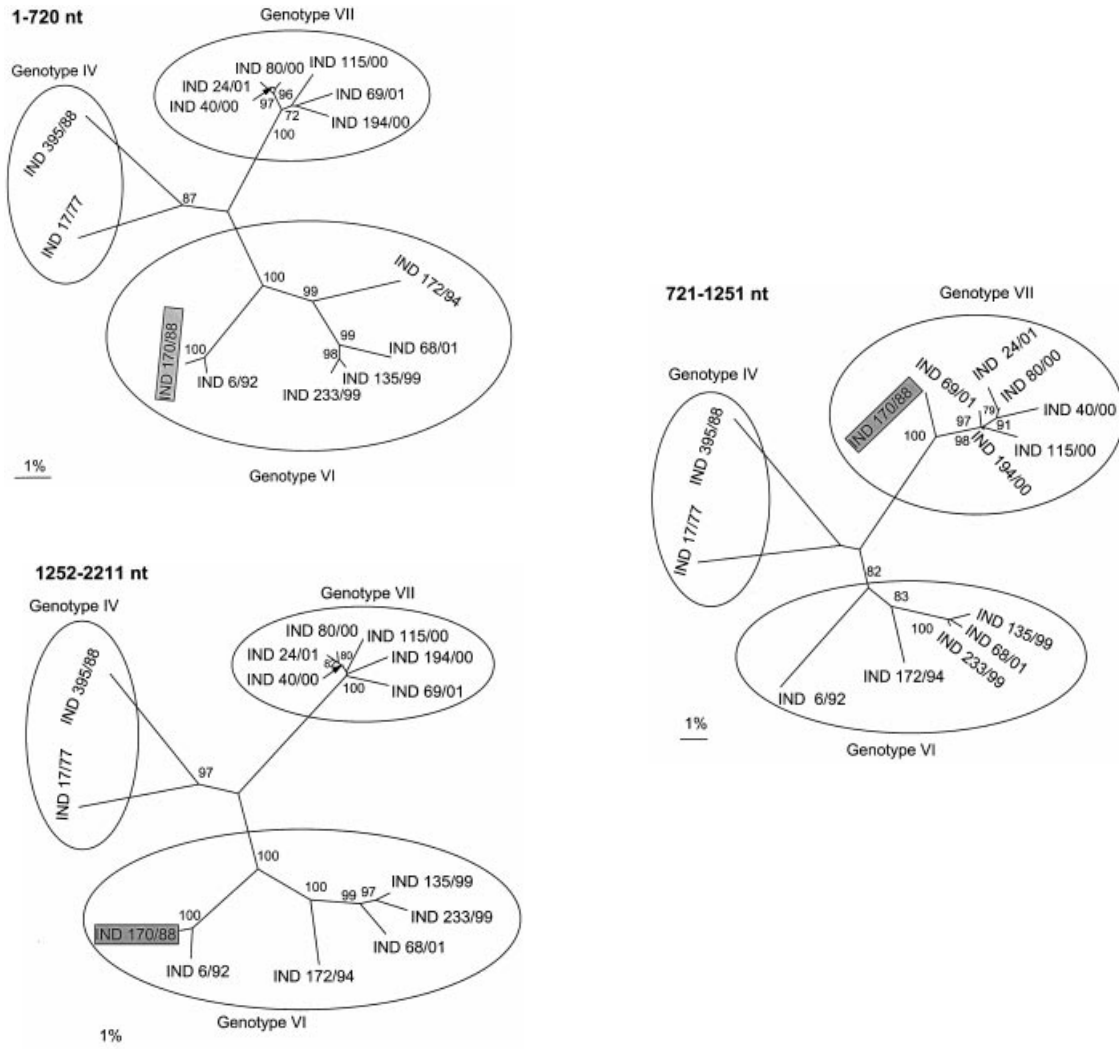 1-720 nt
Genotype VII
Genotype IV
IND 80/00
IND 115/00
IND 24/01
96
IND 69/01
IND 40/00
97
72
IND 194/00
100
IND 395/88
IND 17/77
87
100
99
IND 172/94
IND 170/88
100
IND 6/92
99
98
IND 68/01
IND 135/99
IND 233/99
1%
Genotype VI
721-1251 nt
Genotype VII
Genotype IV
IND 24/01
IND 69/01
IND 80/00
IND 170/88
97
79
IND 40/00
100
98
91
IND 115/00
IND 194/00
IND 395/88
IND 17/77
82
83
100
IND 135/99
IND 68/01
IND 233/99
IND 172/94
IND 6/92
1%
Genotype VI
1252-2211 nt
Genotype VII
Genotype IV
IND 80/00
IND 115/00
IND 24/01
80
IND 194/00
IND 40/00
100
IND 69/01
IND 395/88
IND 17/77
97
100
100
99
97
IND 135/99
IND 233/99
100
IND 170/88
IND 68/01
IND 6/92
IND 172/94
Genotype VI
1%